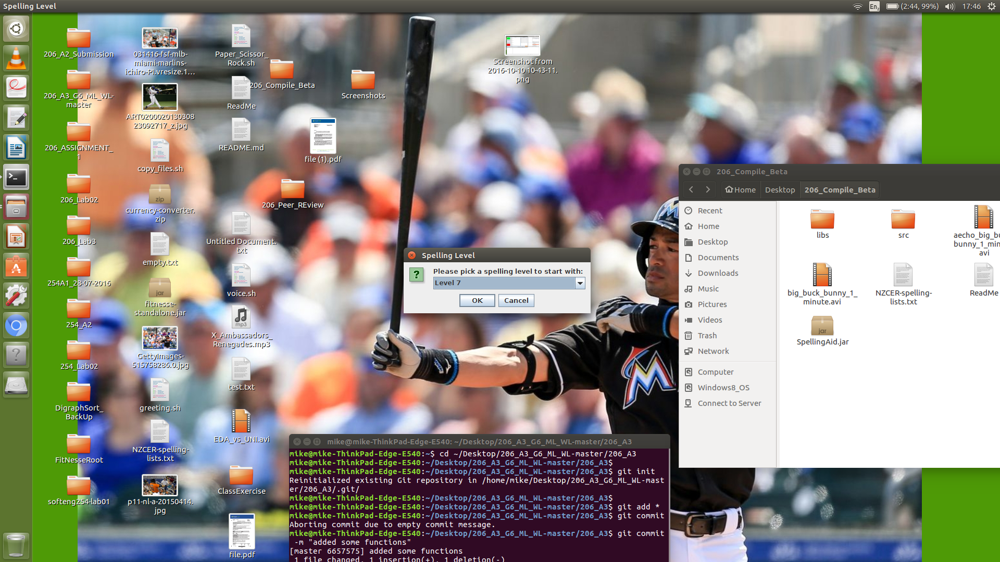 Spelling Level
En2
(2:44, 99%)
17:46
206_A2_Submission
206_A3_G6_ML_WL-
master
206_ASSIGNMENT_
1
206_Lab02
206_Lab3
254A1_28-07-2016
254_A2
254_Lab02
DigraphSort_
BackUp
FitNesseRoot
softeng254-lab01
031416-fsf-mlb-
miami-marlins-
ichiro-PI.vresize.1...
ART0200020130308
23092717_z.jpg
copy_files.sh
zip
currency-converter.
zip
empty.txt
jar
fitnesse-
standalone.jar
GettyImages-
515758286.0.jpg
greeting.sh
NZCER-spelling-
lists.txt
p11-nl-a-20150414.
jpg
Paper_Scissor_
Rock.sh
ReadMe
README.md
Untitled Document.
txt
voice.sh
mp3
X_Ambassadors_
Renegades.mp3
test.txt
EDA_vs_UNI.avi
ClassExercise
file.pdf
206_Compile_Beta
file (1).pdf
206_Peer_REview
Screenshots
Screenshot from
2016-10-10 10-43-11.
png
Spelling Level
?
Please pick a spelling level to start with:
Level 7
OK
Cancel
206_Compile_Beta
Home
Desktop
206_Compile_Beta
Recent
Home
Desktop
Documents
Downloads
Music
Pictures
Videos
Trash
Network
Computer
Windows8_OS
Connect to Server
libs
src
aecho_big_bu
bunny_1_min
avi
big_buck_bunny_1_
minute.avi
NZCER-spelling-
lists.txt
ReadMe
jar
SpellingAid.jar
mike@mike-ThinkPad-Edge-E540: ~/Desktop/206_A3_G6_ML_WL-master/206_A3
mike@mike-ThinkPad-Edge-E540:~$ cd ~/Desktop/206_A3_G6_ML_WL-master/206_A3
mike@mike-ThinkPad-Edge-E540:~/Desktop/206_A3_G6_ML_WL-master/206_A3$
mike@mike-ThinkPad-Edge-E540:~/Desktop/206_A3_G6_ML_WL-master/206_A3$ git init
Reinitialized existing Git repository in /home/mike/Desktop/206_A3_G6_ML_WL-mast
er/206_A3/.git/
mike@mike-ThinkPad-Edge-E540:~/Desktop/206_A3_G6_ML_WL-master/206_A3$
mike@mike-ThinkPad-Edge-E540:~/Desktop/206_A3_G6_ML_WL-master/206_A3$ git add *
mike@mike-ThinkPad-Edge-E540:~/Desktop/206_A3_G6_ML_WL-master/206_A3$ git commit
Aborting commit due to empty commit message.
mike@mike-ThinkPad-Edge-E540:~/Desktop/206_A3_G6_ML_WL-master/206_A3$ git commit
-m "added some functions"
[master 6657575] added some functions
1 file changed, 1 insertion(+), 1 deletion(-)